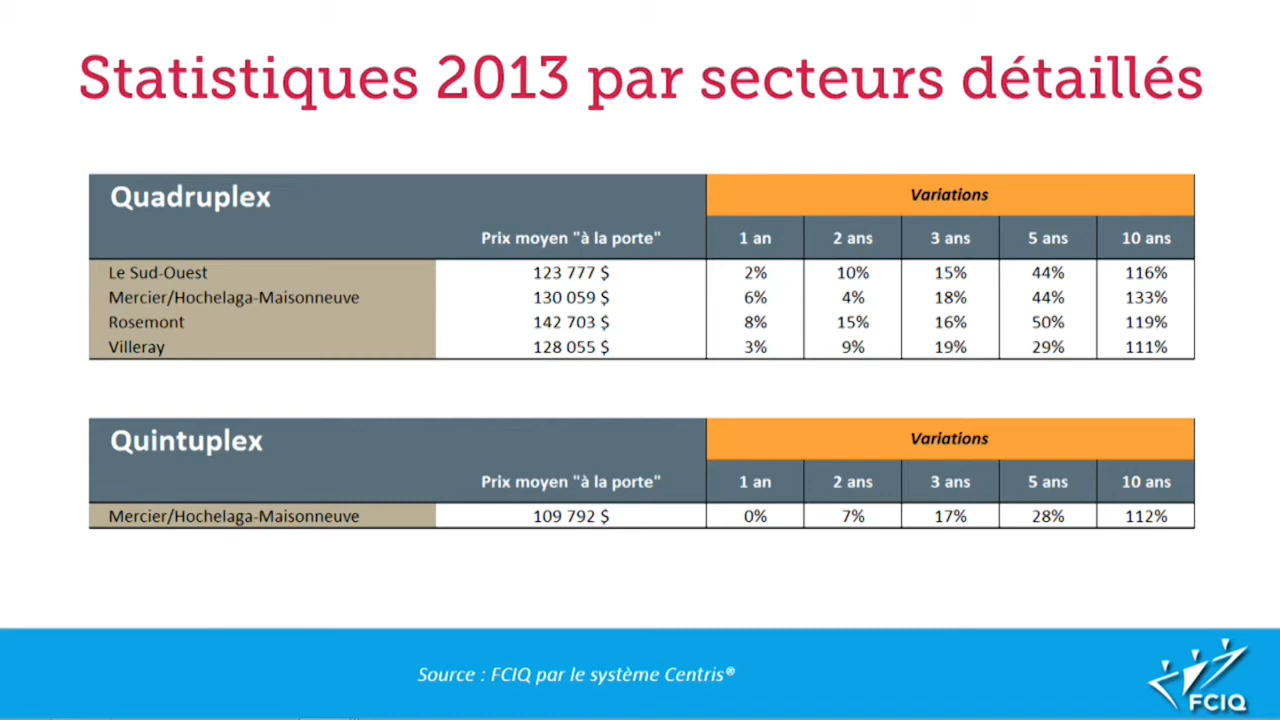 Statistiques 2013 par secteurs détaillés
Quadruplex
Variations
Prix moyen "à la porte" 1 an 2 ans 3 ans 5 ans 10 ans
Le Sud-Ouest 123 777 $ 2% 10% 15% 44% 116%
Mercier/Hochelaga-Maisonneuve 130 059 $ 6% 4% 18% 44% 133%
Rosemont 142 703 $ 8% 15% 16% 50% 119%
Villeray 128 055 $ 3% 9% 19% 29% 111%
Quintuplex
Variations
Prix moyen "à la porte" 1 an 2 ans 3 ans 5 ans 10 ans
Mercier/Hochelaga-Maisonneuve 109 792 $ 0% 7% 17% 28% 112%
Source : FCIQ par le système Centris®
FCIQ